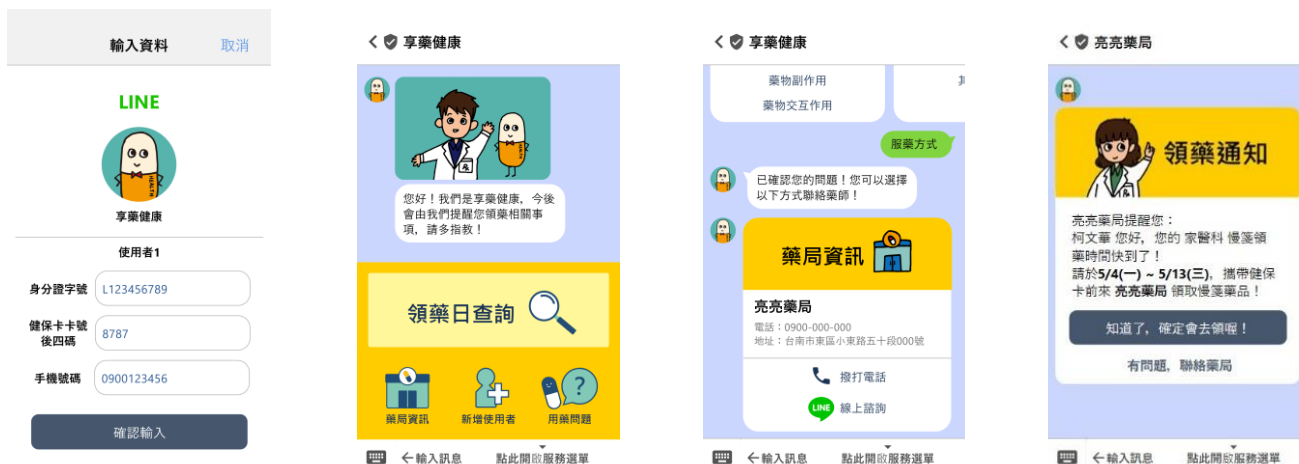 輸入資料 取消
LINE
HEALTH
享藥健康
使用者1
身分證字號 L123456789
健保卡卡號
後四碼 8787
手機號碼 0900123456
確認輸入
享藥健康
HEALTH
您好！我們是享藥健康，今後
會由我們提醒您領藥相關事
項，請多指教！
領藥日查詢
藥局資訊 新增使用者 用藥問題
←輸入訊息 點此開啟服務選單
享藥健康
藥物副作用
藥物交互作用
服藥方式
已確認您的問題！您可以選擇
以下方式聯絡藥師！
藥局資訊
亮亮藥局
電話：0900-000-000
地址：台南市東區小東路五十段000號
撥打電話
LINE 線上諮詢
←輸入訊息 點此開啟服務選單
亮亮藥局
領藥通知
亮亮藥局提醒您：
柯文華 您好，您的 家醫科 慢箋領
藥時間快到了！
請於5/4(一) ~ 5/13(三)，攜帶健保
卡前來 亮亮藥局 領取慢箋藥品！
知道了，確定會去領喔！
有問題，聯絡藥局
←輸入訊息 點此開啟服務選單